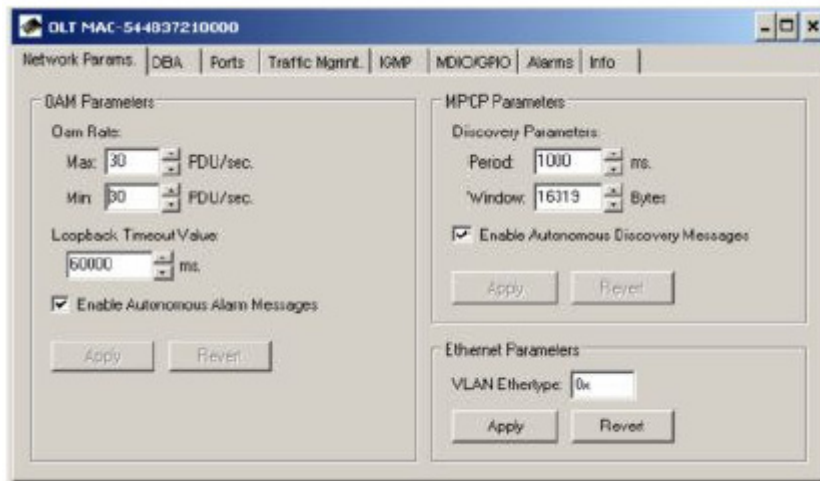 OLT MAC-544837210000
Network Params. DBA Ports Traffic Mgmnt. IGMP MDIO/GPIO Alarms Info
OAM Parameters
Oam Rate:
Max: 30 PDU/sec.
Min: 30 PDU/sec.
Loopback Timeout Value:
60000 ms.
Enable Autonomous Alarm Messages
Apply Revert
MPCP Parameters
Discovery Parameters:
Period: 1000 ms.
Window: 16319 Bytes
Enable Autonomous Discovery Messages
Apply Revert
Ethernet Parameters
VLAN Ethertype: 0x
Apply Revert